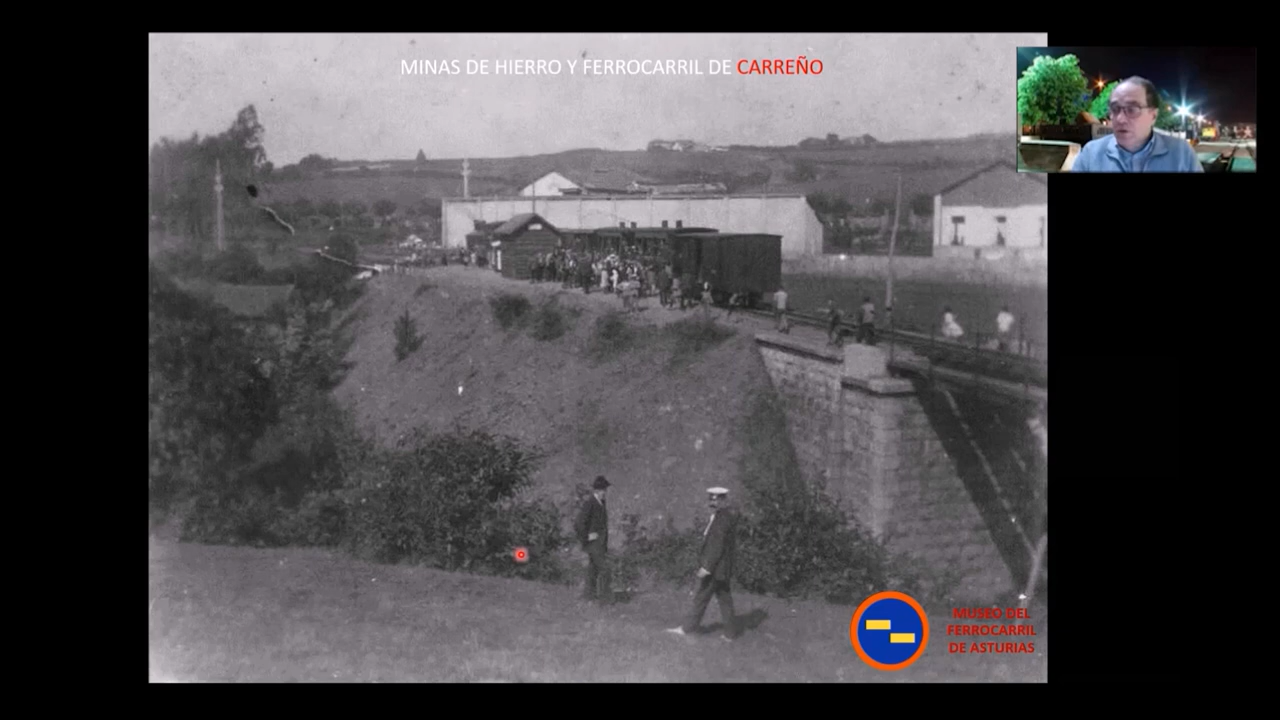 MINAS DE HIERRO Y FERROCARRIL DE CARREÑO
MUSEO DEL
FERROCARRIL
DE ASTURIAS